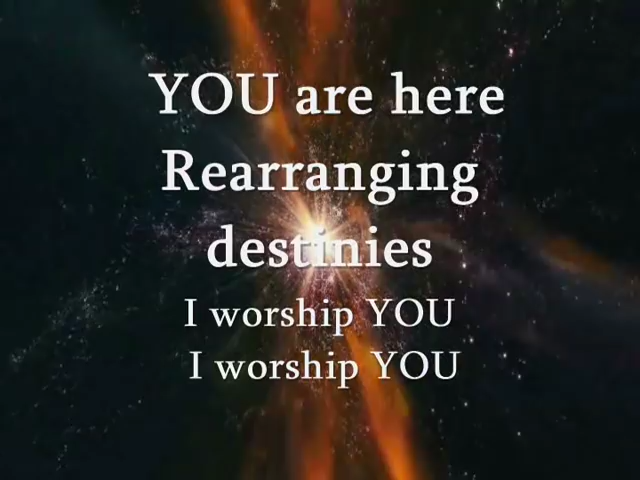 YOU are here
Rearranging
destinies
I worship YOU
I worship YOU